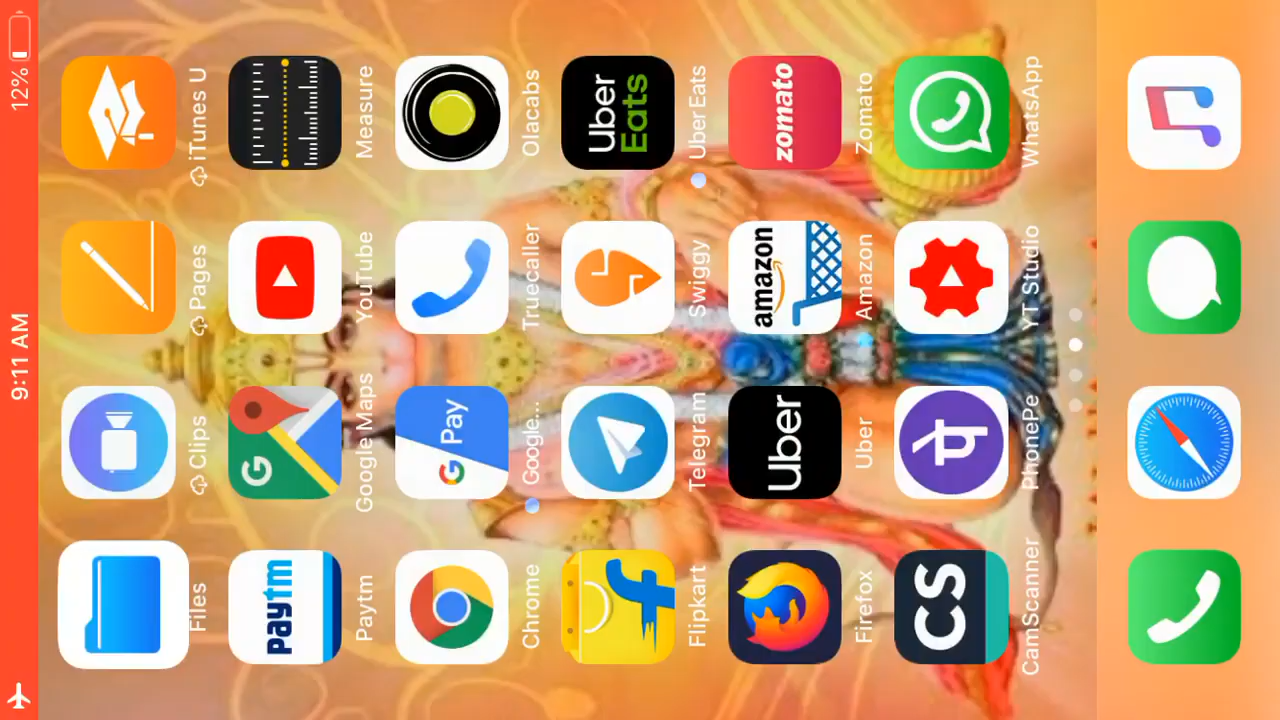 9:11 AM 12%
Files Clips Pages iTunes U
paytm G
Paytm Google Maps YouTube Measure
G Pay
Chrome Google... Truecaller Olacabs
f Uber Eats
Flipkart Telegram Swiggy Uber Eats
Uber amazon zomato
Firefox Uber Amazon Zomato
CS पे
CamScanner PhonePe YT Studio WhatsApp